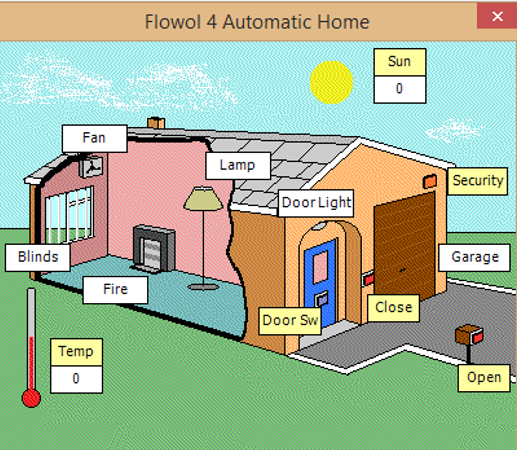 Flowol 4 Automatic Home
Sun
0
Fan
Lamp
Security
Door Light
Blinds
Garage
Fire
Close
Door Sw
Temp
0
Open